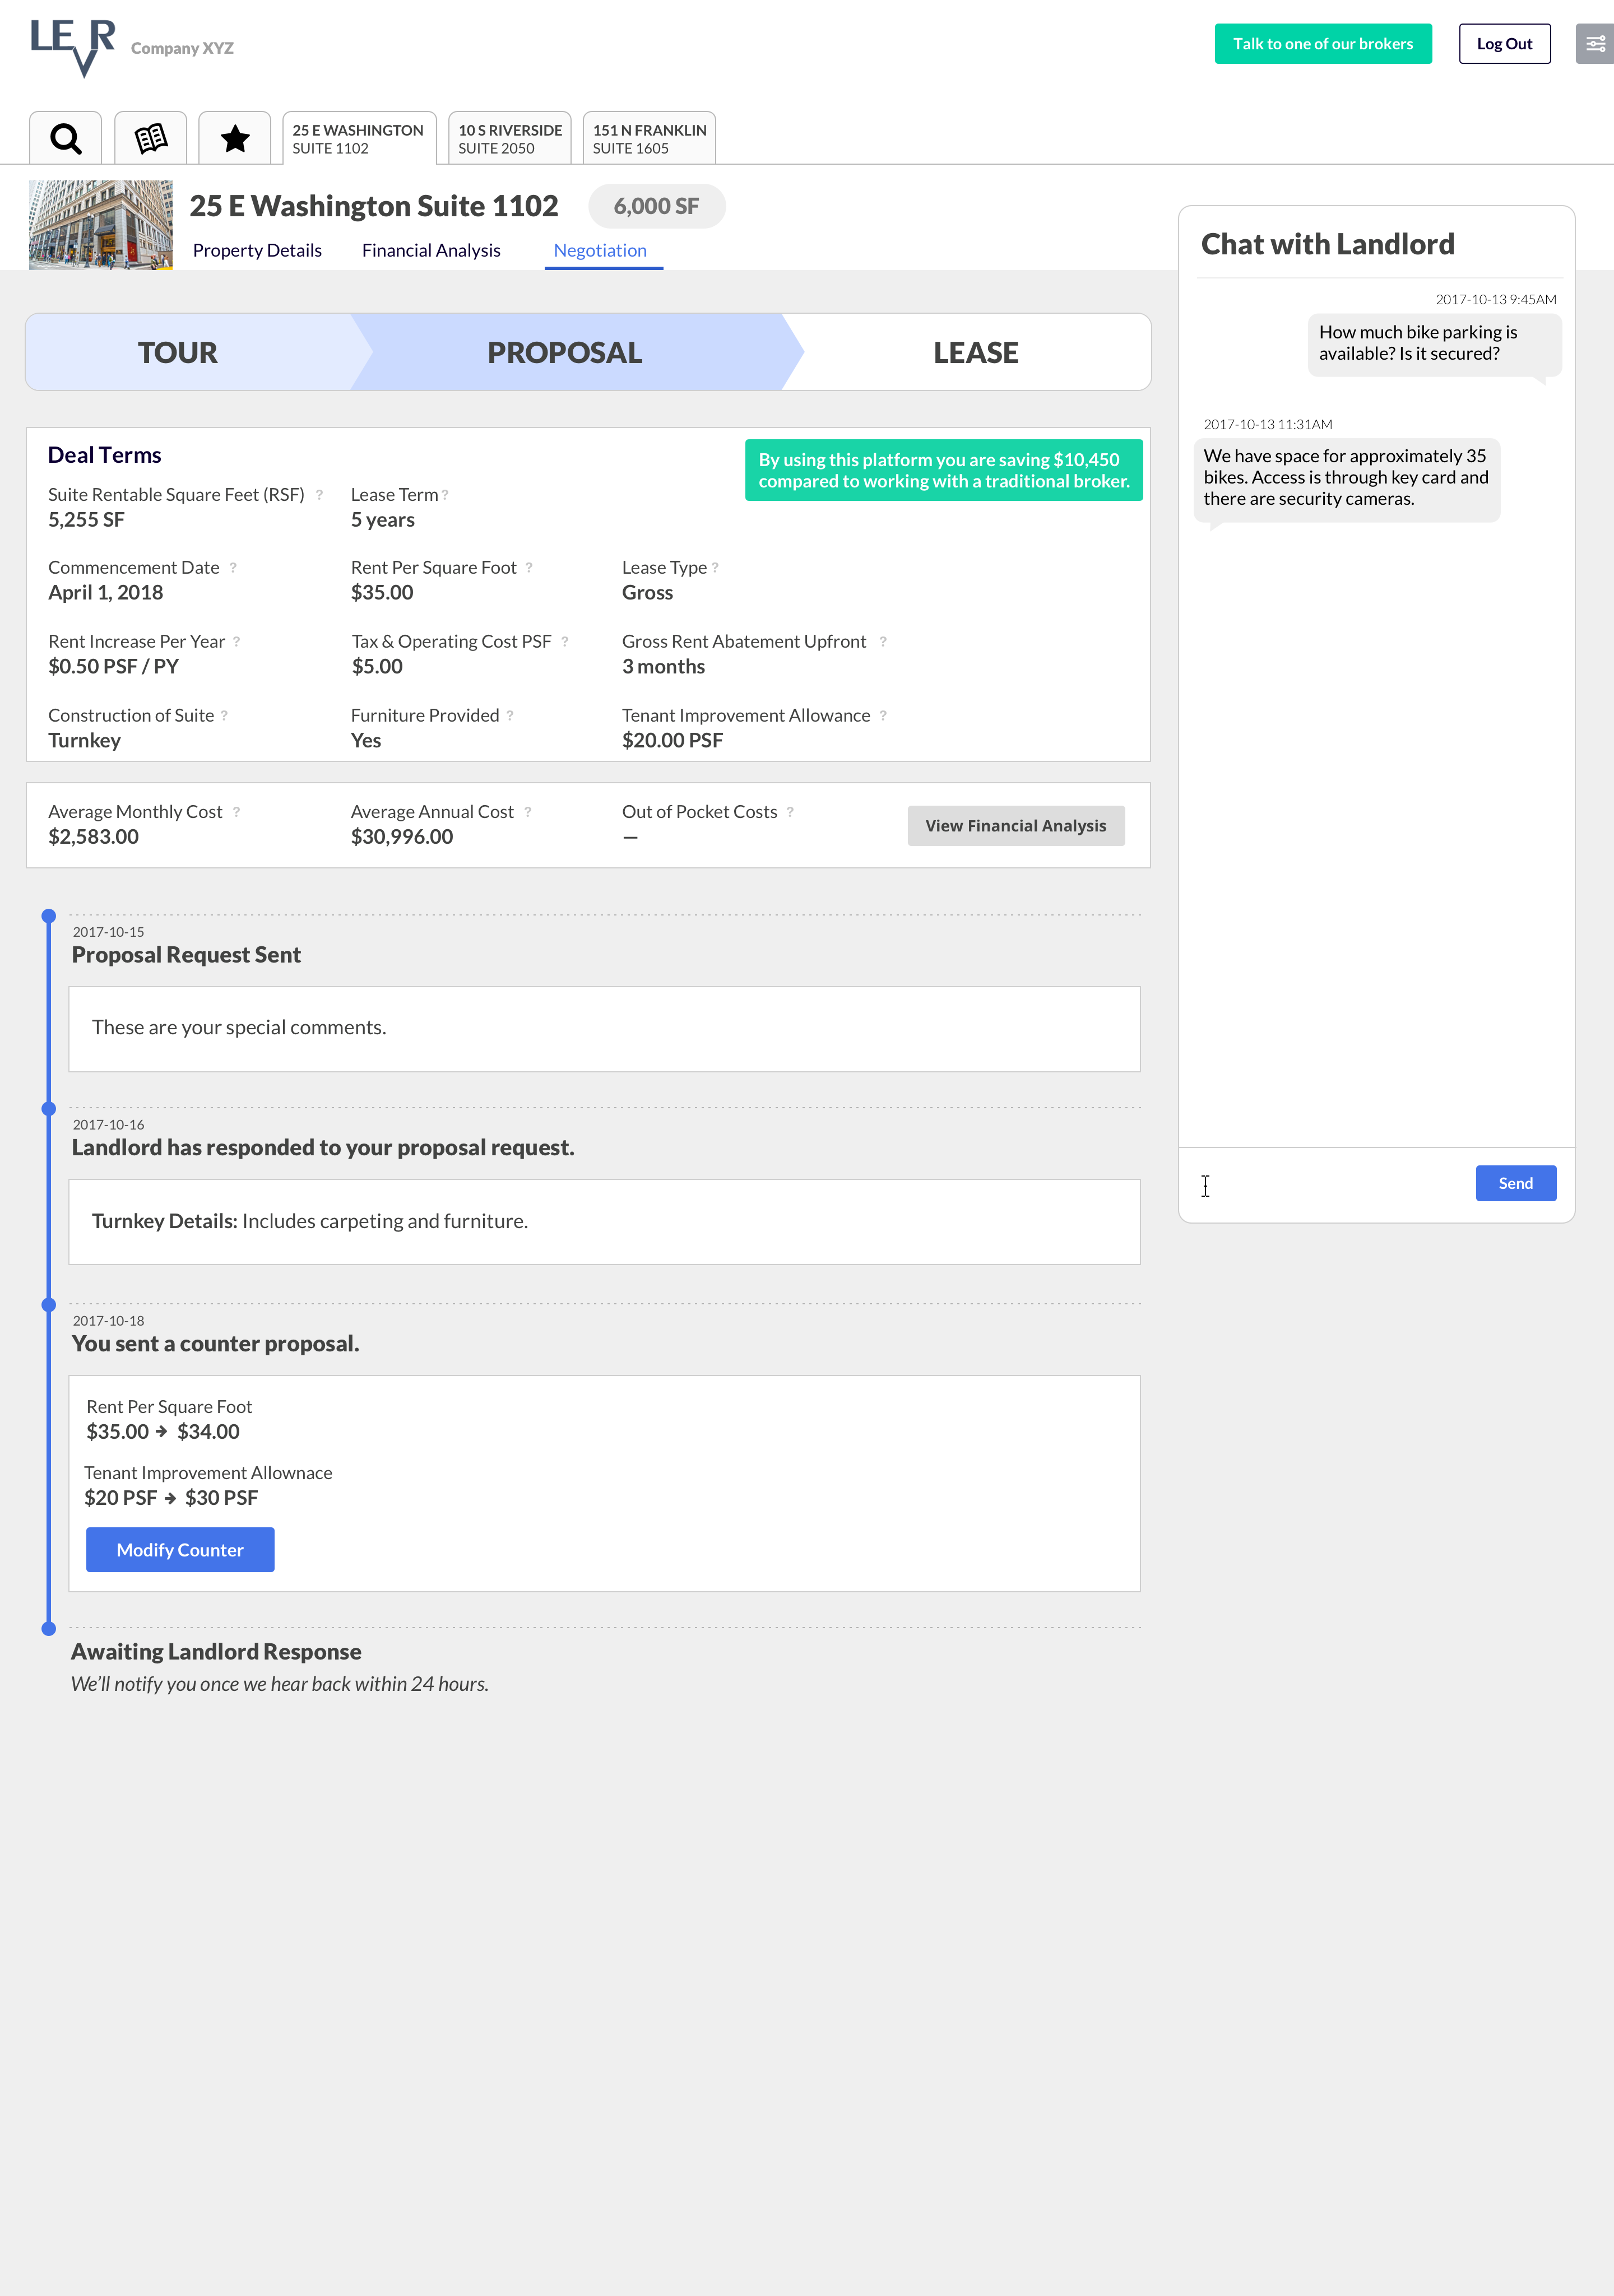 LEVR
Company XYZ
Talk to one of our brokers
Log Out
25 E WASHINGTON
SUITE 1102
10 S RIVERSIDE
SUITE 2050
151 N FRANKLIN
SUITE 1605
25 E Washington Suite 1102
6,000 SF
Property Details
Financial Analysis
Negotiation
TOUR
PROPOSAL
LEASE
Deal Terms
By using this platform you are saving $10,450
compared to working with a traditional broker.
Suite Rentable Square Feet (RSF) ?
5,255 SF
Lease Term ?
5 years
Commencement Date ?
April 1, 2018
Rent Per Square Foot ?
$35.00
Lease Type ?
Gross
Rent Increase Per Year ?
$0.50 PSF / PY
Tax & Operating Cost PSF ?
$5.00
Gross Rent Abatement Upfront ?
3 months
Construction of Suite ?
Turnkey
Furniture Provided ?
Yes
Tenant Improvement Allowance ?
$20.00 PSF
Average Monthly Cost ?
$2,583.00
Average Annual Cost ?
$30,996.00
Out of Pocket Costs ?
—
View Financial Analysis
2017-10-15
Proposal Request Sent
These are your special comments.
2017-10-16
Landlord has responded to your proposal request.
Turnkey Details: Includes carpeting and furniture.
2017-10-18
You sent a counter proposal.
Rent Per Square Foot
$35.00 → $34.00
Tenant Improvement Allownace
$20 PSF → $30 PSF
Modify Counter
Awaiting Landlord Response
We'll notify you once we hear back within 24 hours.
Chat with Landlord
2017-10-13 9:45AM
How much bike parking is
available? Is it secured?
2017-10-13 11:31AM
We have space for approximately 35
bikes. Access is through key card and
there are security cameras.
Send